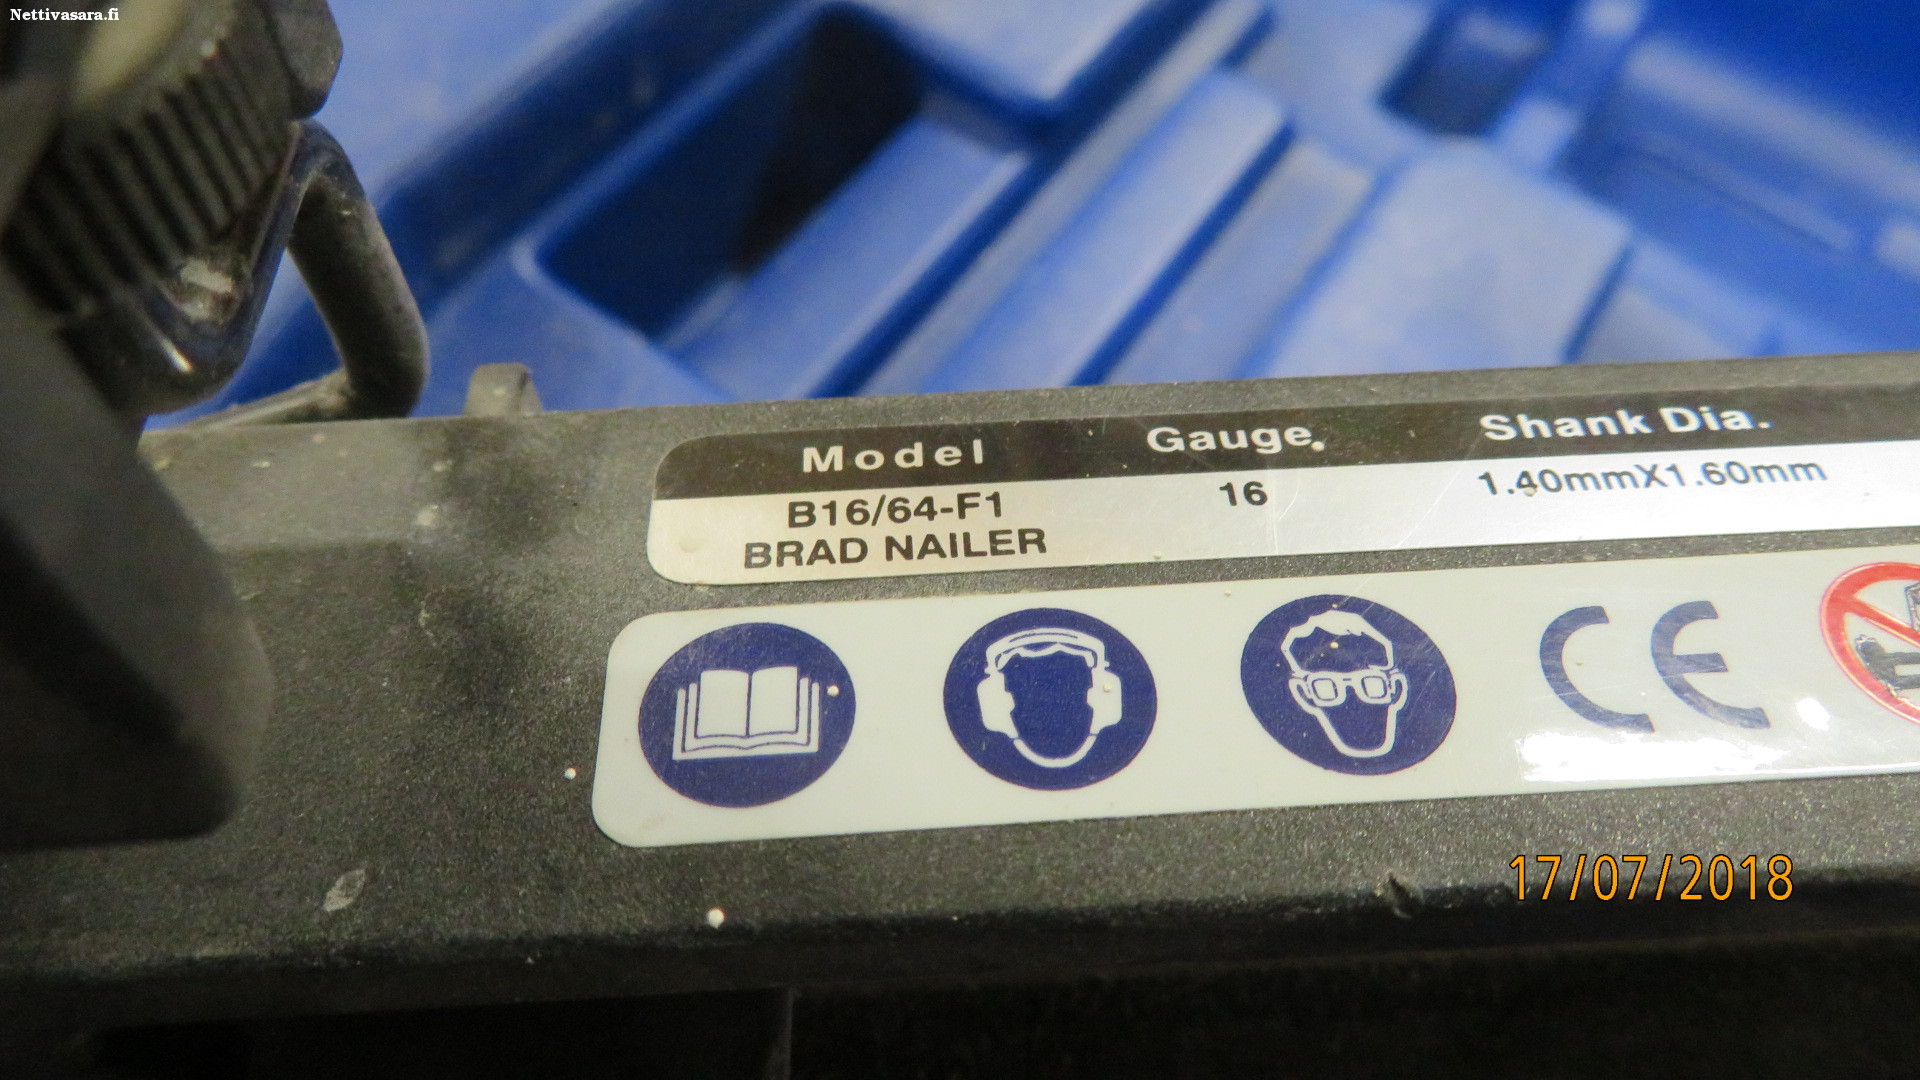 Nettivasara.fi
Model Gauge. Shank Dia.
B16/64-F1 16 1.40mmX1.60mm
BRAD NAILER
CE
17/07/2018